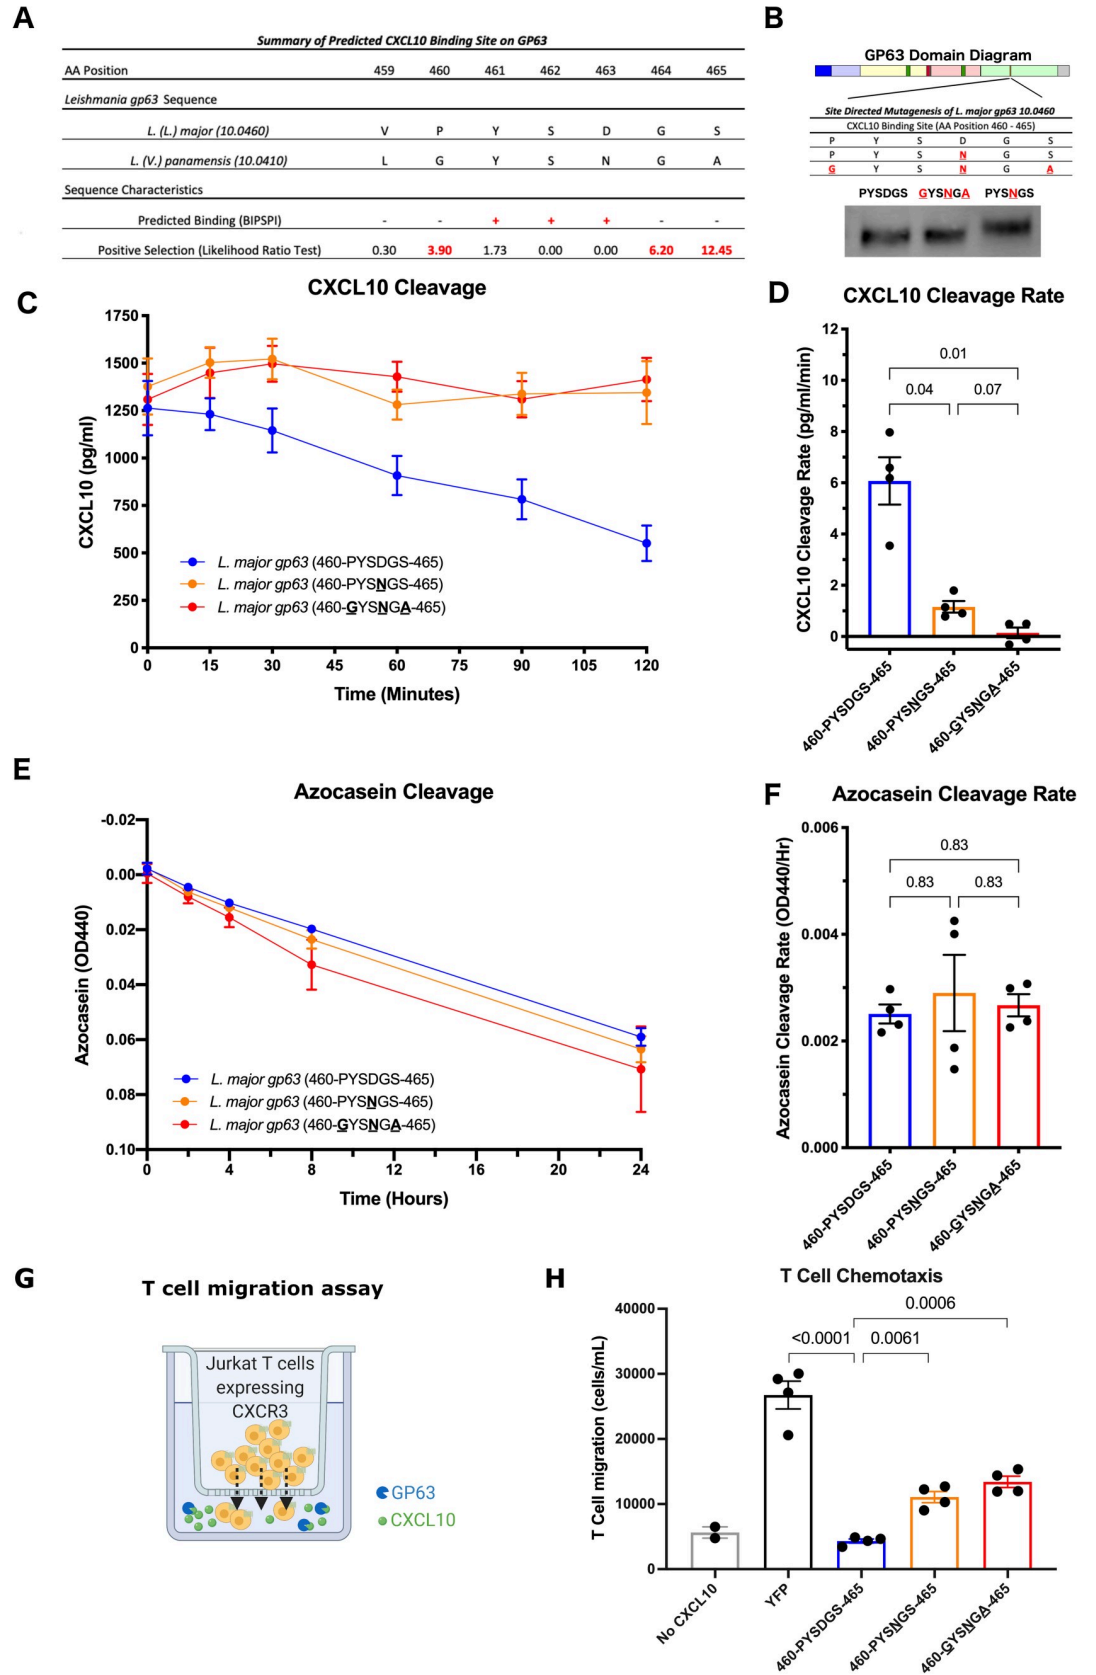 A
Summary of Predicted CXCL10 Binding Site on GP63
AA Position 459 460 461 462 463 464 465
Leishmania gp63 Sequence
L. (L.) major (10.0460) V P Y S D G S
L. (V.) panamensis (10.0410) L G Y S N G A
Sequence Characteristics
Predicted Binding (BIPSPI) - - + + + - -
Positive Selection (Likelihood Ratio Test) 0.30 3.90 1.73 0.00 0.00 6.20 12.45
B
GP63 Domain Diagram
Site Directed Mutagenesis of L. major gp63 10.0460
CXCL10 Binding Site (AA Position 460 - 465)
P Y S D G S
P Y S N G S
G Y S N G A
PYSDGS GYSNGA PYSNGS
C
CXCL10 Cleavage
CXCL10 (pg/ml)
1750
1500
1250
1000
750
500
250
0
L. major gp63 (460-PYSDGS-465)
L. major gp63 (460-PYSNGS-465)
L. major gp63 (460-GYSNGA-465)
0 15 30 45 60 75 90 105 120
Time (Minutes)
D
CXCL10 Cleavage Rate
CXCL10 Cleavage Rate (pg/ml/min)
12
10
8
6
4
2
0
0.01
0.04 0.07
460-PYSDGS-465
460-PYSNGS-465
460-GYSNGA-465
E
Azocasein Cleavage
Azocasein (OD440)
-0.02
0.00
0.02
0.04
0.06
0.08
0.10
L. major gp63 (460-PYSDGS-465)
L. major gp63 (460-PYSNGS-465)
L. major gp63 (460-GYSNGA-465)
0 4 8 12 16 20 24
Time (Hours)
F
Azocasein Cleavage Rate
Azocasein Cleavage Rate (OD440/Hr)
0.006
0.004
0.002
0.000
0.83
0.83 0.83
460-PYSDGS-465
460-PYSNGS-465
460-GYSNGA-465
G
T cell migration assay
Jurkat T cells
expressing
CXCR3
GP63
CXCL10
H
T Cell Chemotaxis
T Cell migration (cells/mL)
40000
30000
20000
10000
0
0.0006
<0.0001 0.0061
No CXCL10
YFP
460-PYSDGS-465
460-PYSNGS-465
460-GYSNGA-465